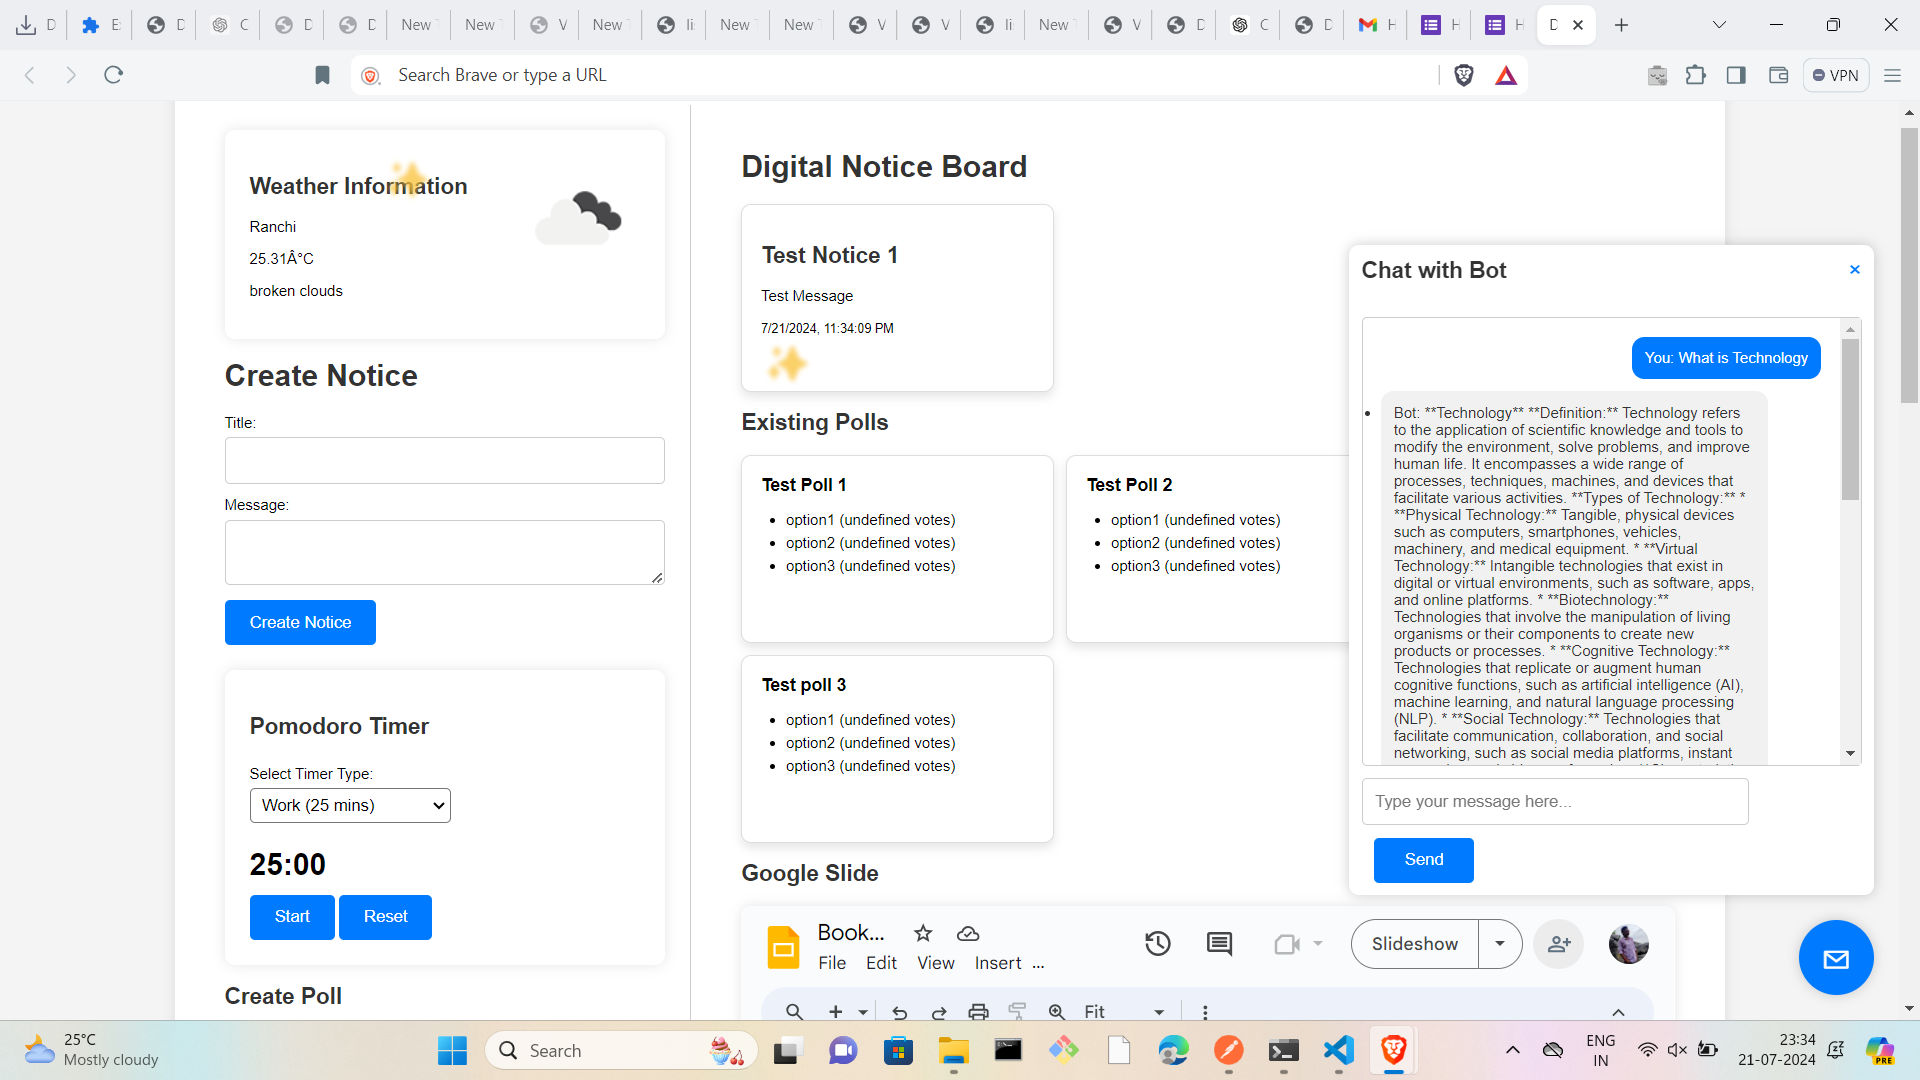 New
New
New
New
New
New
Search Brave or type a URL
VPN
Weather Information
Ranchi
25.31Â°C
broken clouds
Create Notice
Title:
Message:
Create Notice
Pomodoro Timer
Select Timer Type:
Work (25 mins)
25:00
Start Reset
Create Poll
Digital Notice Board
Test Notice 1
Test Message
7/21/2024, 11:34:09 PM
Existing Polls
Test Poll 1
• option1 (undefined votes)
• option2 (undefined votes)
• option3 (undefined votes)
Test Poll 2
• option1 (undefined votes)
• option2 (undefined votes)
• option3 (undefined votes)
Test poll 3
• option1 (undefined votes)
• option2 (undefined votes)
• option3 (undefined votes)
Google Slide
Book...
File Edit View Insert ...
Slideshow
Fit
Chat with Bot
×
You: What is Technology
• Bot: **Technology** **Definition:** Technology refers
to the application of scientific knowledge and tools to
modify the environment, solve problems, and improve
human life. It encompasses a wide range of
processes, techniques, machines, and devices that
facilitate various activities. **Types of Technology:** *
**Physical Technology:** Tangible, physical devices
such as computers, smartphones, vehicles,
machinery, and medical equipment. * **Virtual
Technology:** Intangible technologies that exist in
digital or virtual environments, such as software, apps,
and online platforms. * **Biotechnology:**
Technologies that involve the manipulation of living
organisms or their components to create new
products or processes. * **Cognitive Technology:**
Technologies that replicate or augment human
cognitive functions, such as artificial intelligence (AI),
machine learning, and natural language processing
(NLP). * **Social Technology:** Technologies that
facilitate communication, collaboration, and social
networking, such as social media platforms, instant
Type your message here...
Send
25°C
Mostly cloudy
Search
ENG
IN
23:34
21-07-2024
PRE